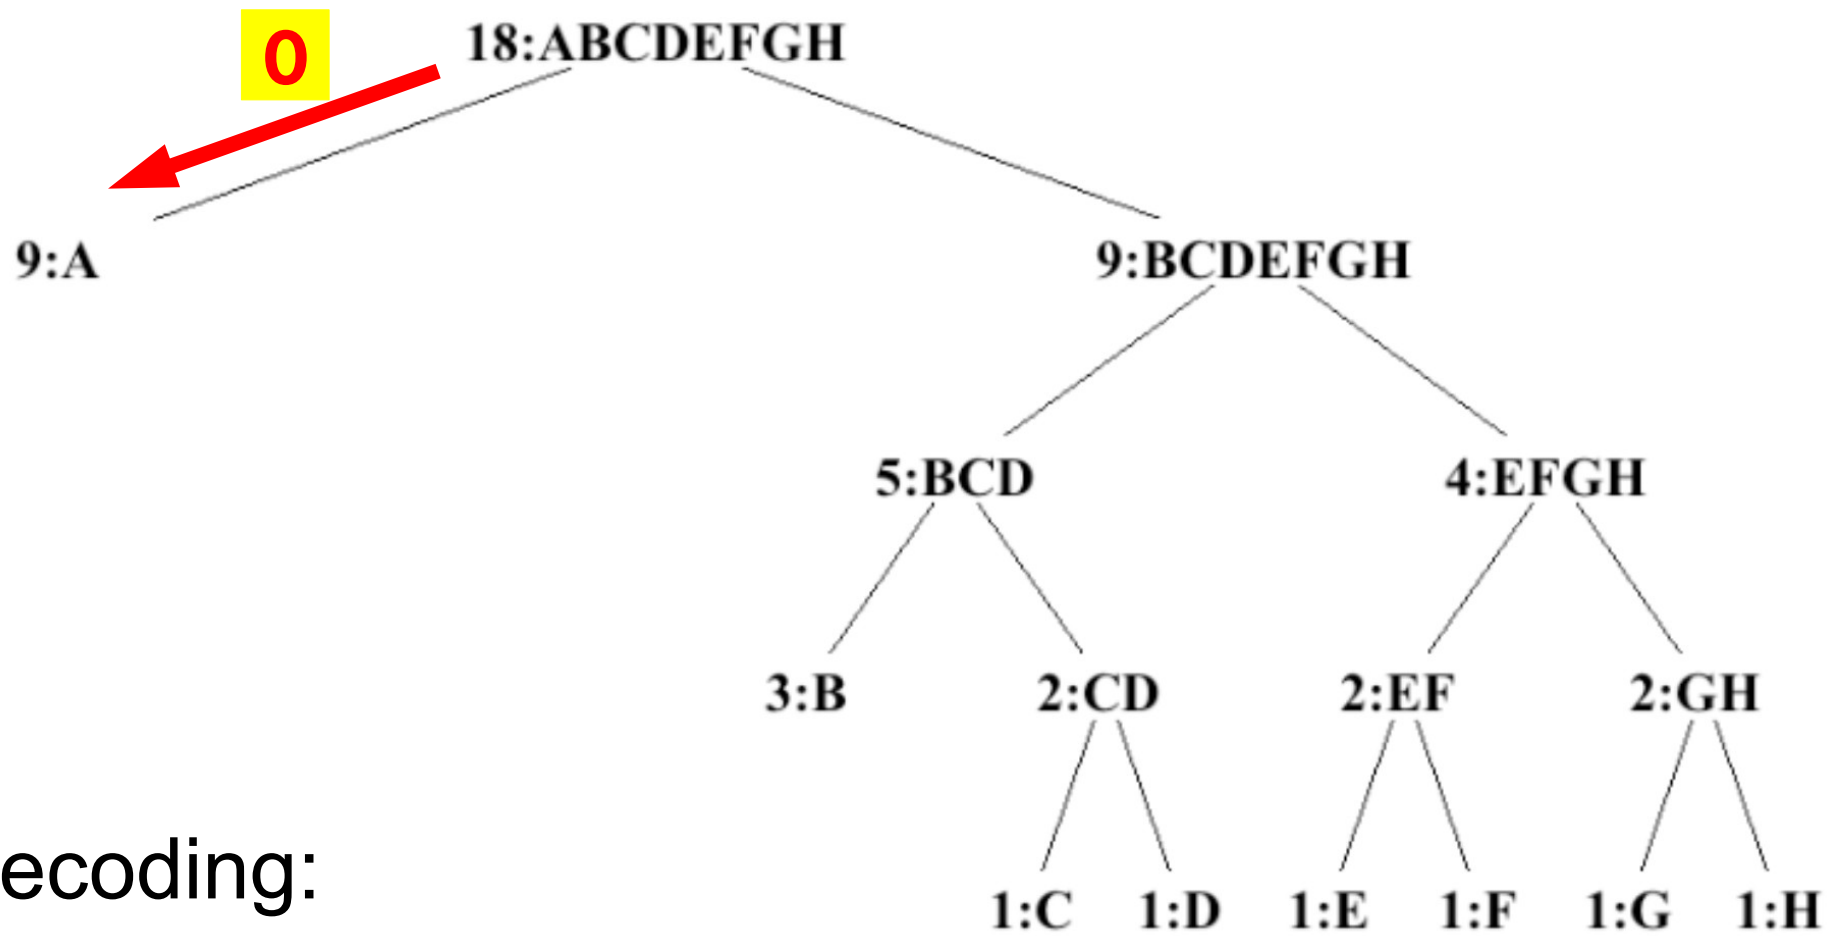 0 18:ABCDEFGH
9:A 9:BCDEFGH
5:BCD 4:EFGH
3:B 2:CD 2:EF 2:GH
ecoding:
1:C 1:D 1:E 1:F 1:G 1:H